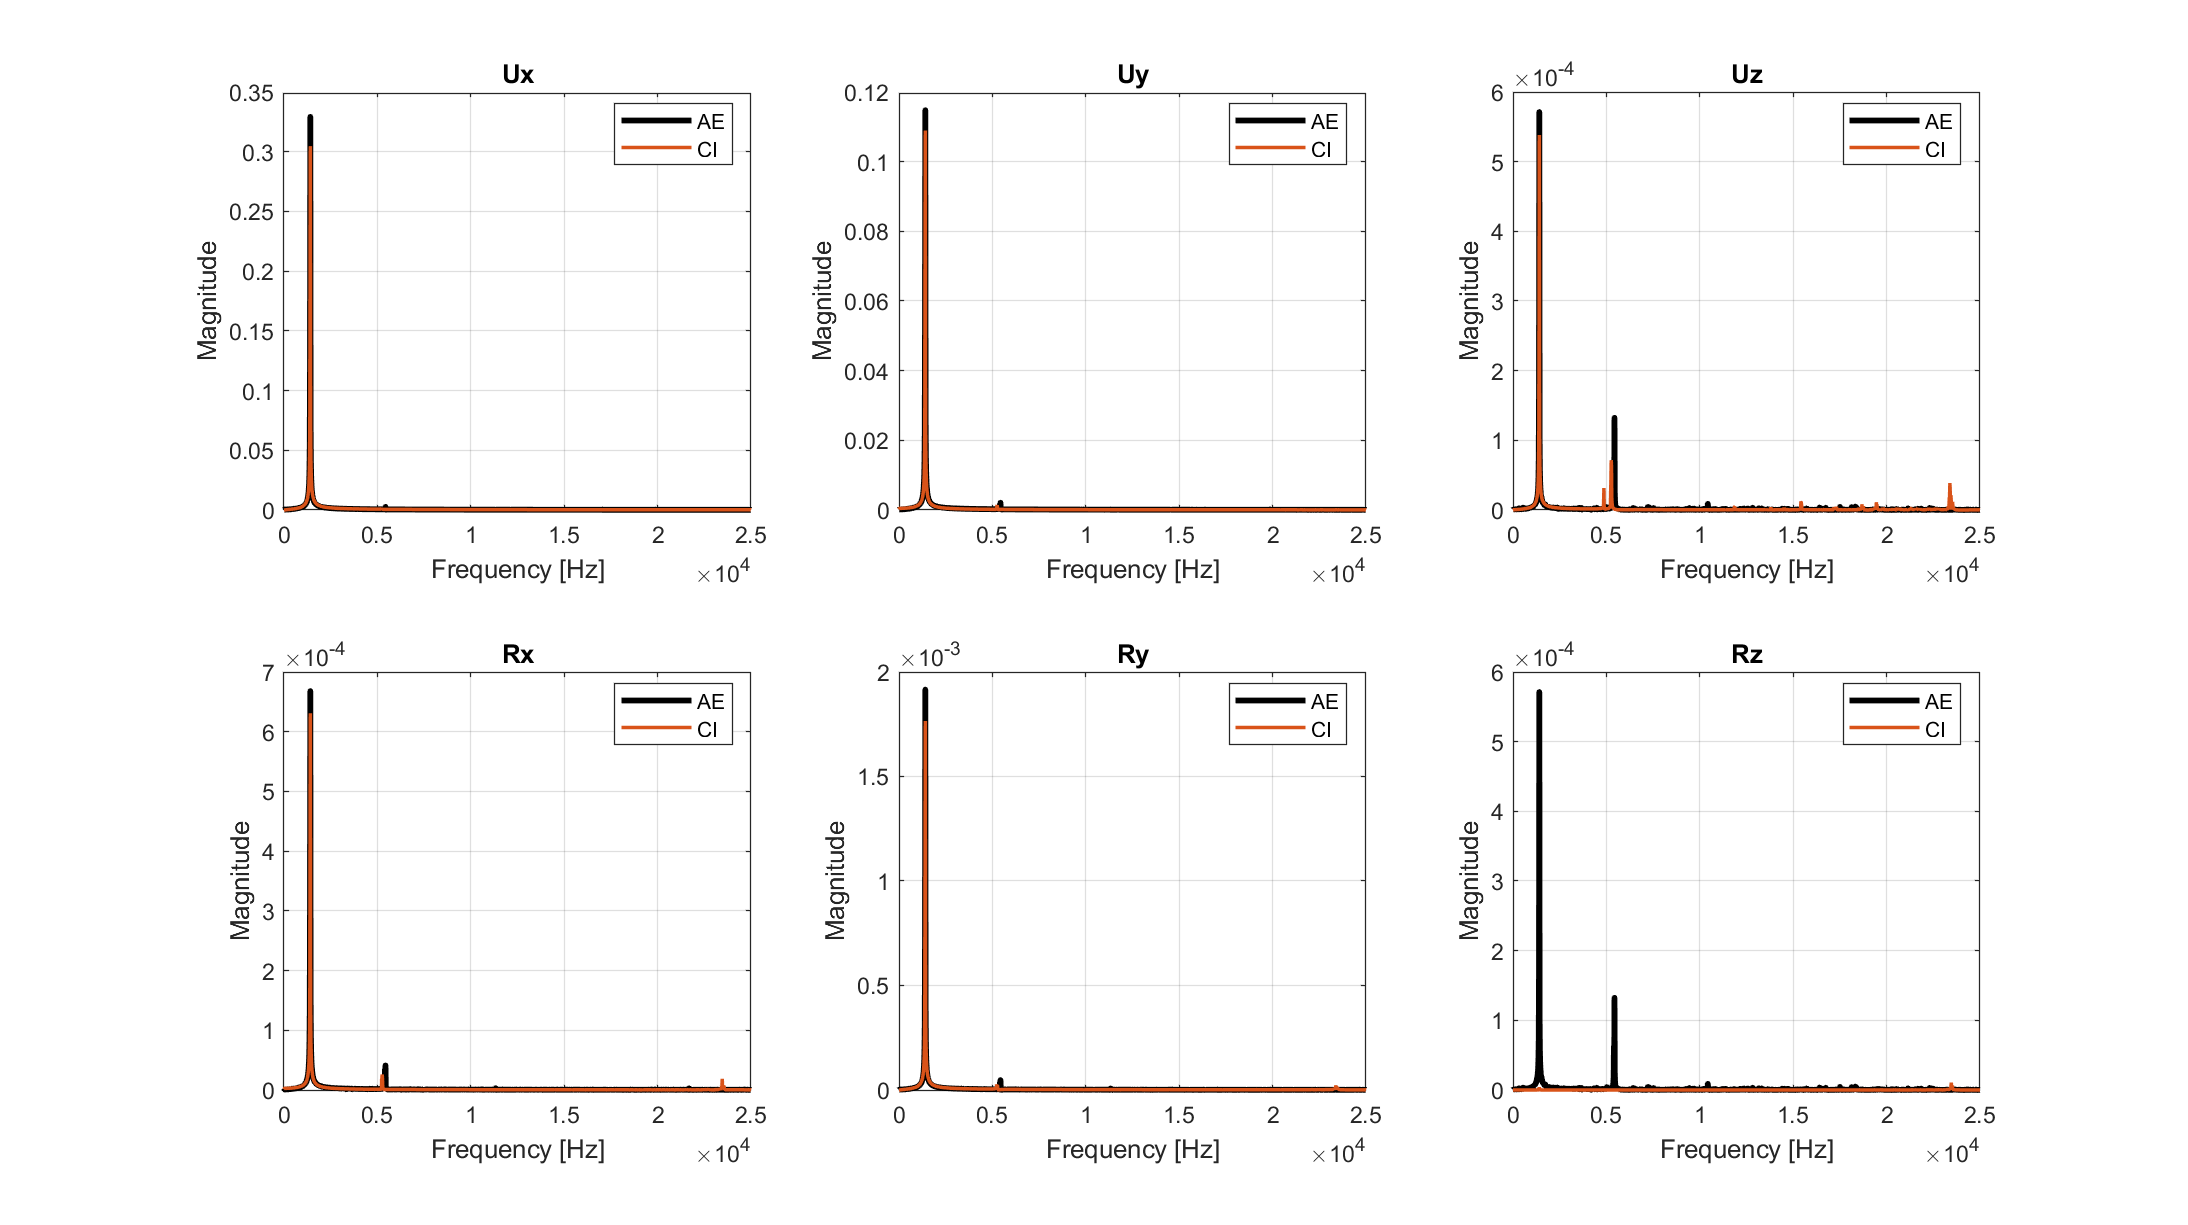 Ux
0.35
0.3
0.25
0.2
0.15
0.1
0.05
0
Magnitude
0 0.5 1 1.5 2 2.5
Frequency [Hz]
×10^4
AE
CI
Uy
0.12
0.1
0.08
0.06
0.04
0.02
0
Magnitude
0 0.5 1 1.5 2 2.5
Frequency [Hz]
×10^4
AE
CI
Uz
×10^-4
6
5
4
3
2
1
0
Magnitude
0 0.5 1 1.5 2 2.5
Frequency [Hz]
×10^4
AE
CI
Rx
×10^-4
7
6
5
4
3
2
1
0
Magnitude
0 0.5 1 1.5 2 2.5
Frequency [Hz]
×10^4
AE
CI
Ry
×10^-3
2
1.5
1
0.5
0
Magnitude
0 0.5 1 1.5 2 2.5
Frequency [Hz]
×10^4
AE
CI
Rz
×10^-4
6
5
4
3
2
1
0
Magnitude
0 0.5 1 1.5 2 2.5
Frequency [Hz]
×10^4
AE
CI